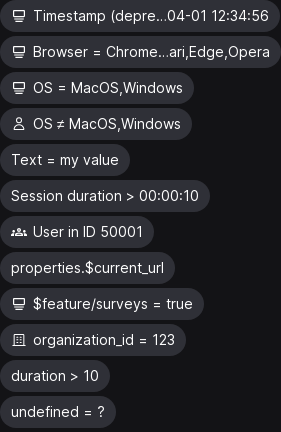 Timestamp (depre...04-01 12:34:56
Browser = Chrome...ari,Edge,Opera
OS = MacOS,Windows
OS ≠ MacOS,Windows
Text = my value
Session duration > 00:00:10
User in ID 50001
properties.$current_url
$feature/surveys = true
organization_id = 123
duration > 10
undefined = ?